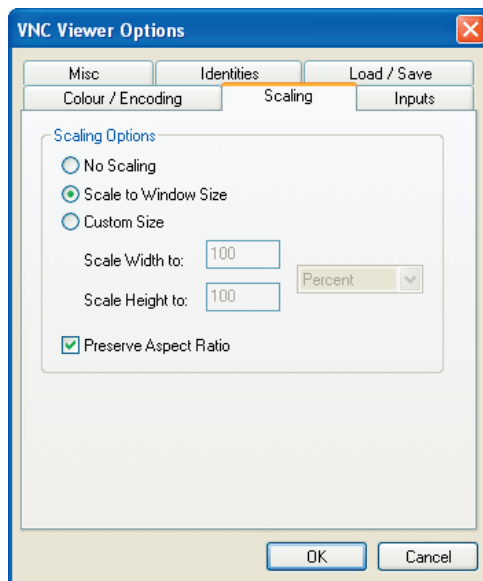 VNC Viewer Options
Misc Identities Load / Save
Colour / Encoding Scaling Inputs
Scaling Options
No Scaling
Scale to Window Size
Custom Size
Scale Width to: 100
Percent
Scale Height to: 100
Preserve Aspect Ratio
OK Cancel